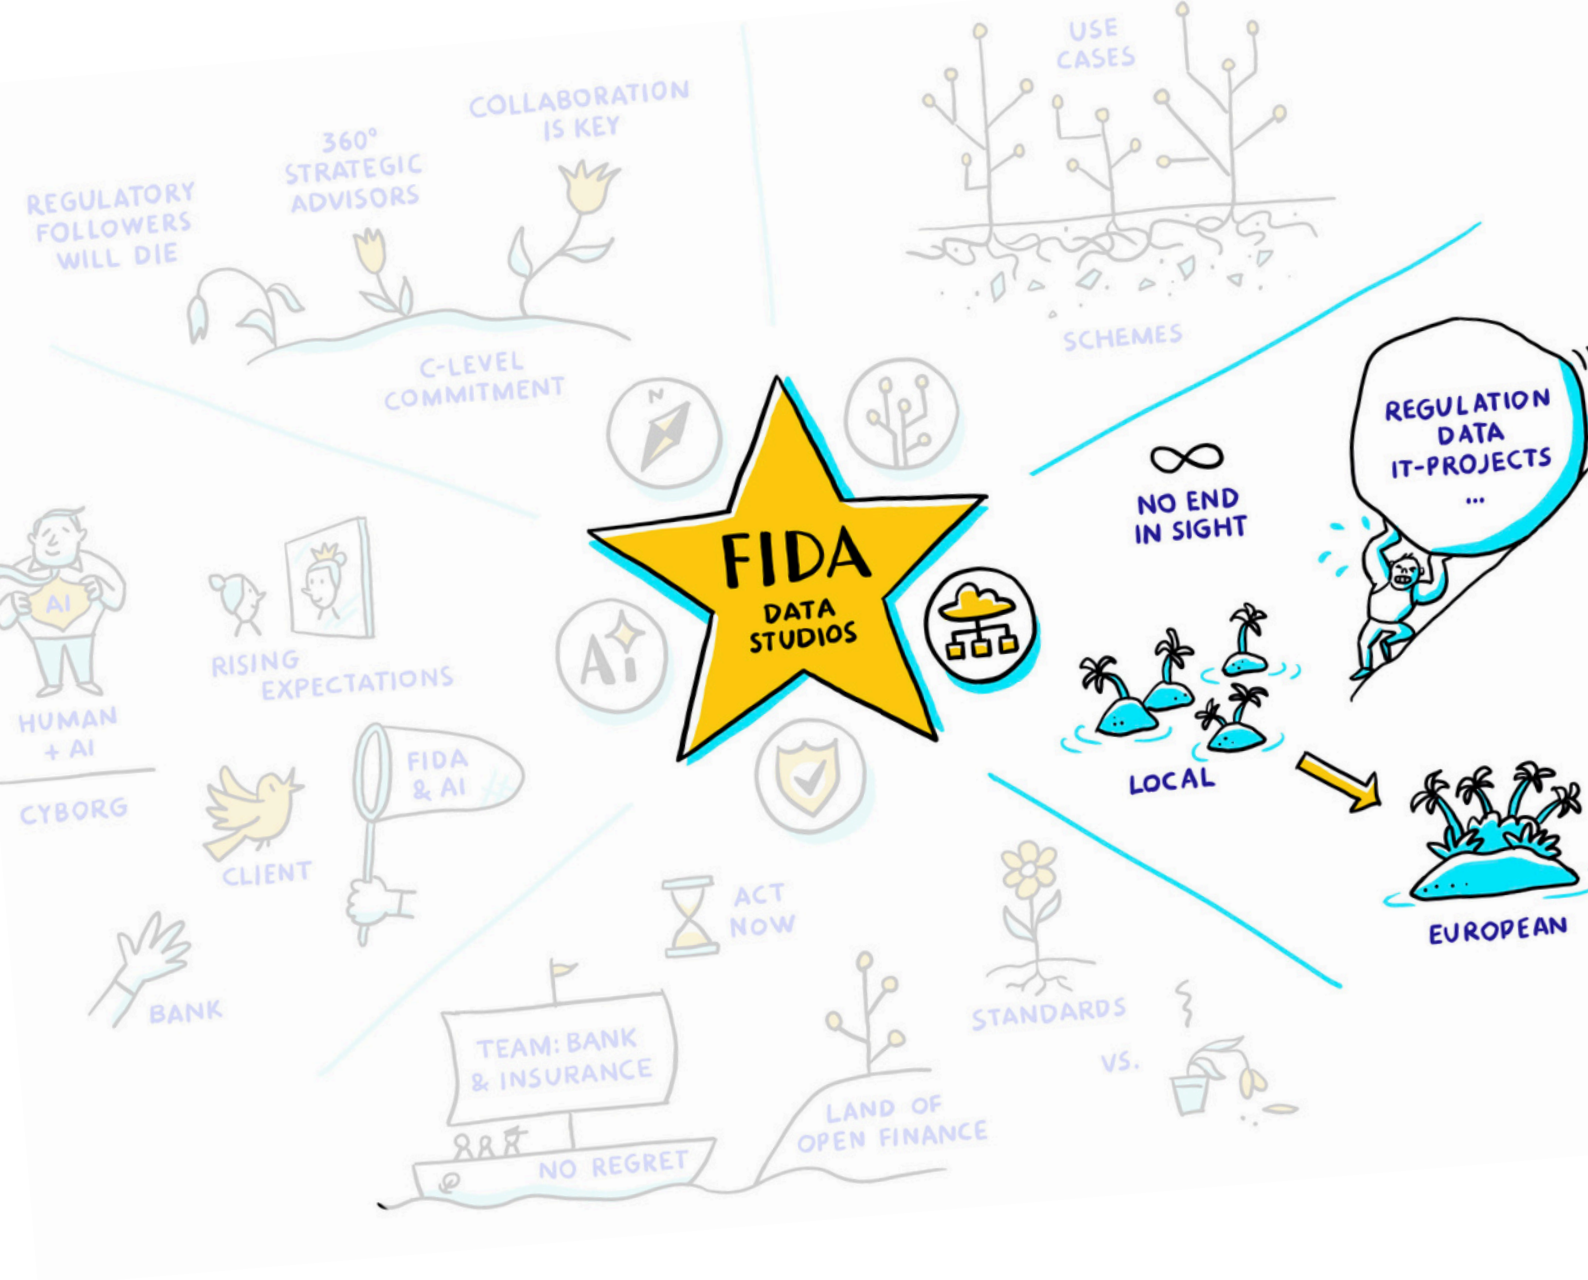 USE
CASES
COLLABORATION
IS KEY
360°
STRATEGIC
ADVISORS
REGULATORY
FOLLOWERS
WILL DIE
C-LEVEL
COMMITMENT
SCHEMES
N
FIDA
DATA
STUDIOS
Ai
REGULATION
DATA
IT-PROJECTS
...
NO END
IN SIGHT
LOCAL
EUROPEAN
AI
HUMAN
+ AI
CYBORG
RISING
EXPECTATIONS
FIDA
& AI
CLIENT
BANK
ACT
NOW
TEAM: BANK
& INSURANCE
NO REGRET
LAND OF
OPEN FINANCE
STANDARDS
VS.